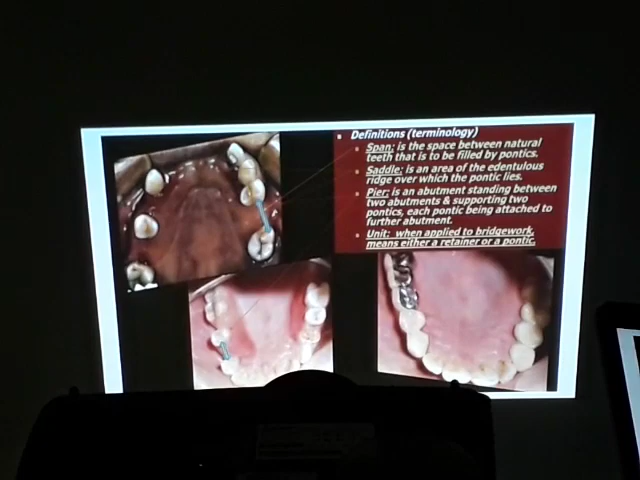 Definitions (terminology)
Span: is the space between natural
teeth that is to be filled by pontics.
Saddle: is an area of the edentulous
ridge over which the pontic lies.
Pier: is an abutment standing between
two abutments & supporting two
pontics, each pontic being attached to
further abutment.
Unit: when applied to bridgework,
means either a retainer or a pontic.